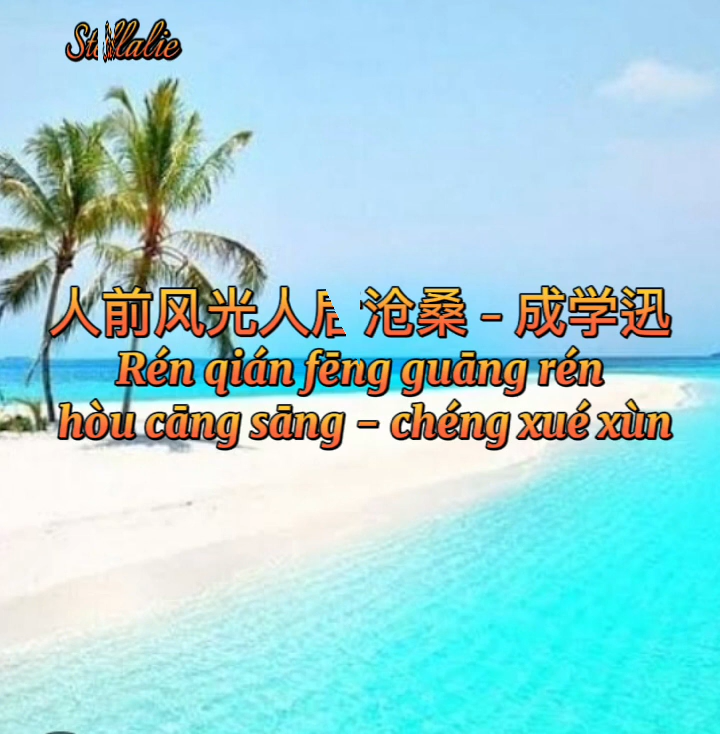 Stellalie
人前风光人后沧桑 – 成学迅
Rén qián fēng guāng rén
hòu cāng sāng – chéng xué xùn